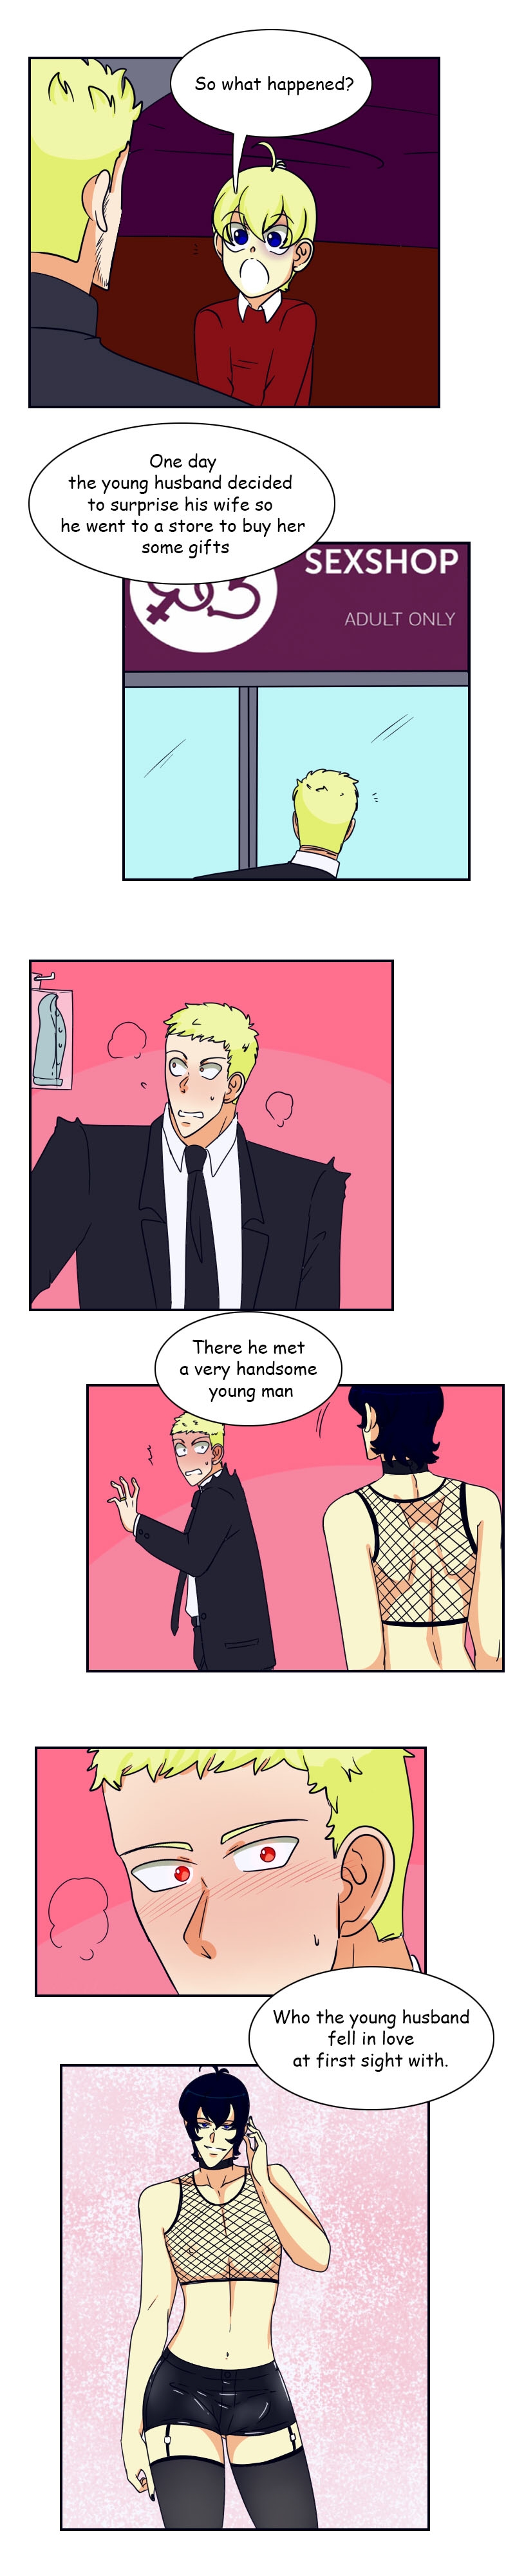 So what happened?
One day
the young husband decided
to surprise his wife so
he went to a store to buy her
some gifts
SEXSHOP
ADULT ONLY
There he met
a very handsome
young man
Who the young husband
fell in love
at first sight with.